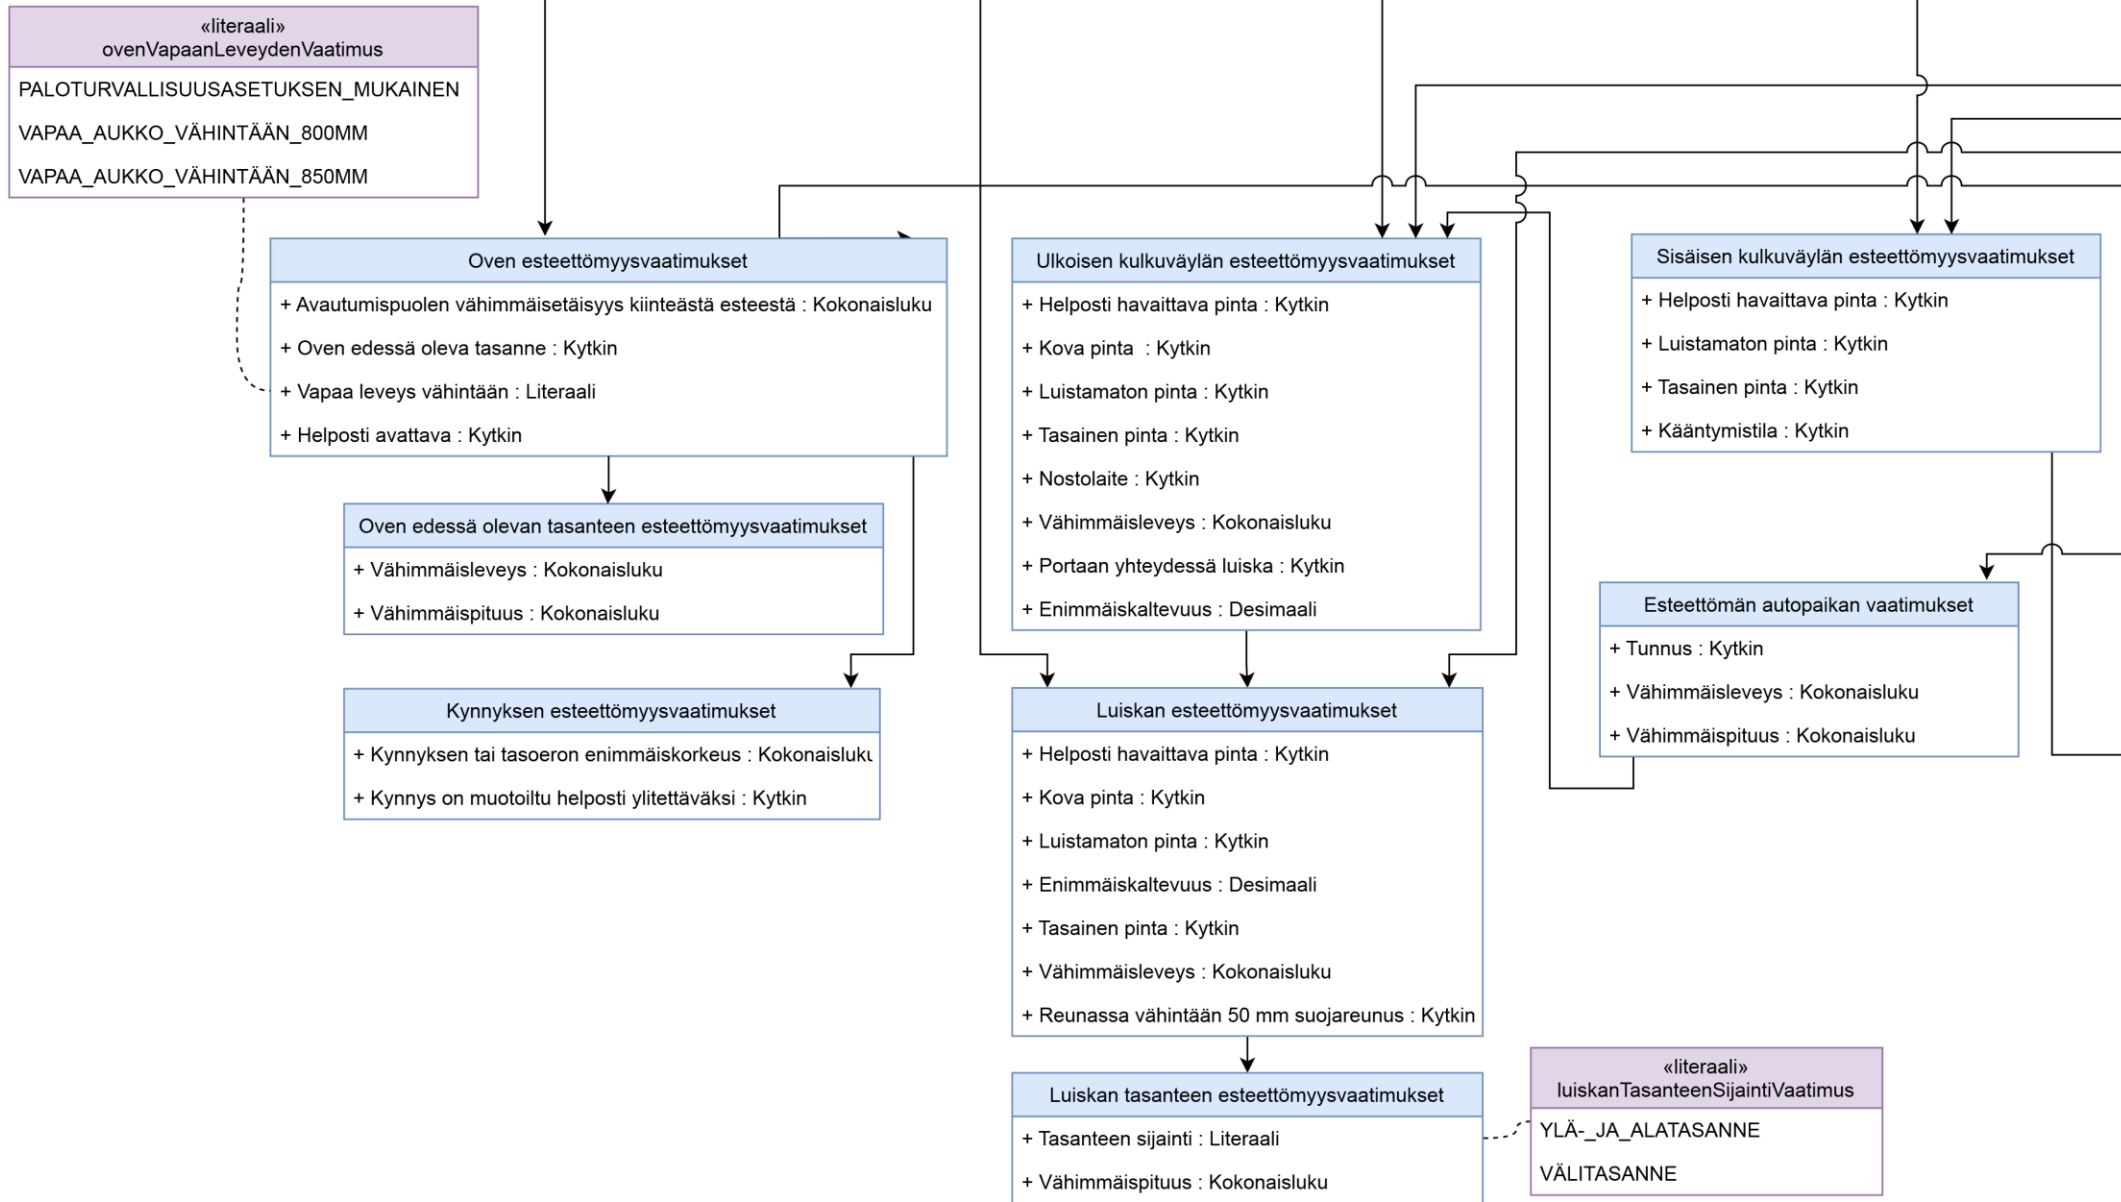 «literaali»
ovenVapaanLeveydenVaatimus
PALOTURVALLISUUSASETUKSEN_MUKAINEN
VAPAA_AUKKO_VÄHINTÄÄN_800MM
VAPAA_AUKKO_VÄHINTÄÄN_850MM
Oven esteettömyysvaatimukset
+ Avautumispuolen vähimmäisetäisyys kiinteästä esteestä : Kokonaisluku
+ Oven edessä oleva tasanne : Kytkin
+ Vapaa leveys vähintään : Literaali
+ Helposti avattava : Kytkin
Oven edessä olevan tasanteen esteettömyysvaatimukset
+ Vähimmäisleveys : Kokonaisluku
+ Vähimmäispituus : Kokonaisluku
Kynnyksen esteettömyysvaatimukset
+ Kynnyksen tai tasoeron enimmäiskorkeus : Kokonaisluku
+ Kynnys on muotoiltu helposti ylitettäväksi : Kytkin
Ulkoisen kulkuväylän esteettömyysvaatimukset
+ Helposti havaittava pinta : Kytkin
+ Kova pinta  : Kytkin
+ Luistamaton pinta : Kytkin
+ Tasainen pinta : Kytkin
+ Nostolaite : Kytkin
+ Vähimmäisleveys : Kokonaisluku
+ Portaan yhteydessä luiska : Kytkin
+ Enimmäiskaltevuus : Desimaali
Luiskan esteettömyysvaatimukset
+ Helposti havaittava pinta : Kytkin
+ Kova pinta : Kytkin
+ Luistamaton pinta : Kytkin
+ Enimmäiskaltevuus : Desimaali
+ Tasainen pinta : Kytkin
+ Vähimmäisleveys : Kokonaisluku
+ Reunassa vähintään 50 mm suojareunus : Kytkin
Luiskan tasanteen esteettömyysvaatimukset
+ Tasanteen sijainti : Literaali
+ Vähimmäispituus : Kokonaisluku
Sisäisen kulkuväylän esteettömyysvaatimukset
+ Helposti havaittava pinta : Kytkin
+ Luistamaton pinta : Kytkin
+ Tasainen pinta : Kytkin
+ Kääntymistila : Kytkin
Esteettömän autopaikan vaatimukset
+ Tunnus : Kytkin
+ Vähimmäisleveys : Kokonaisluku
+ Vähimmäispituus : Kokonaisluku
«literaali»
luiskanTasanteenSijaintiVaatimus
YLÄ-_JA_ALATASANNE
VÄLITASANNE